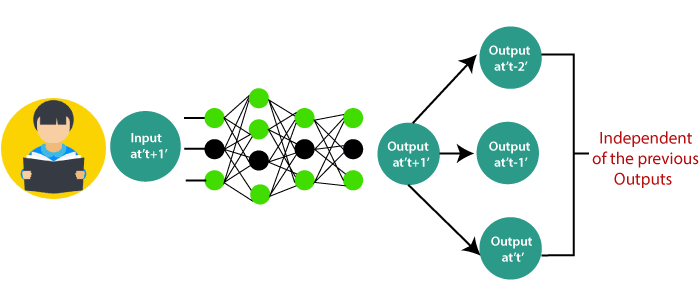 Input
at't+1'
Output
at't+1'
Output
at't-2'
Output
at't-1'
Output
at't'
Independent
of the previous
Outputs